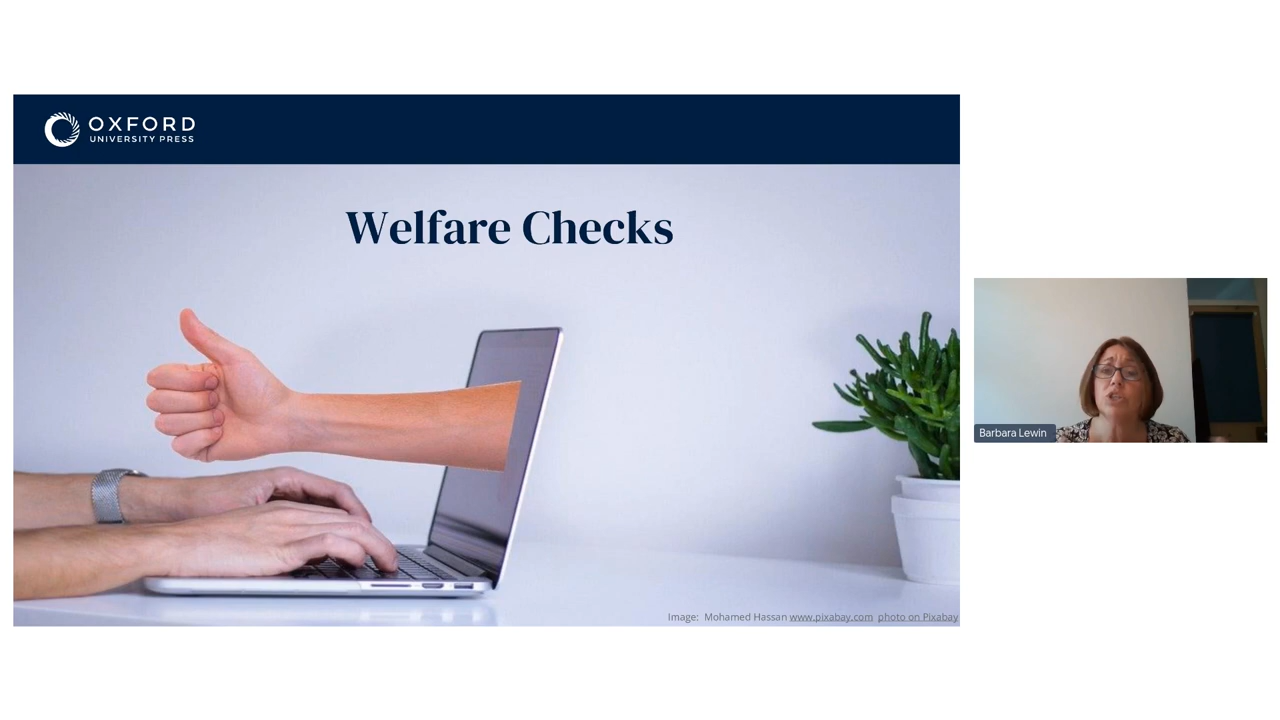 OXFORD
UNIVERSITY PRESS
Welfare Checks
Image:  Mohamed Hassan www.pixabay.com  photo on Pixabay
Barbara Lewin